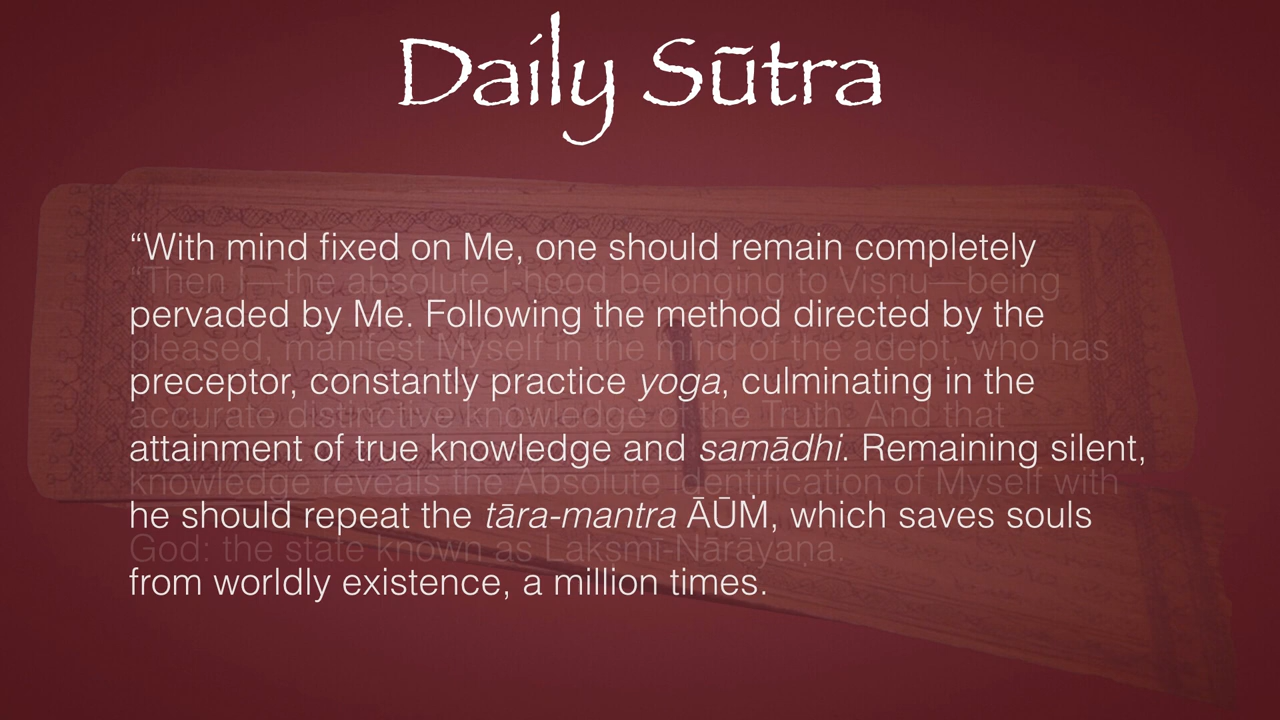 Daily Sūtra
“With mind fixed on Me, one should remain completely
“Then I—the absolute I-hood belonging to Visnu—being
pervaded by Me. Following the method directed by the
pleased, manifest Myself in the mind of the adept, who has
preceptor, constantly practice yoga, culminating in the
accurate distinctive knowledge of the Truth. And that
attainment of true knowledge and samādhi. Remaining silent,
knowledge reveals the Absolute Identification of Myself with
he should repeat the tāra-mantra ĀŪṀ, which saves souls
God: the state known as Laksmī-Nārāyaṇa.
from worldly existence, a million times.